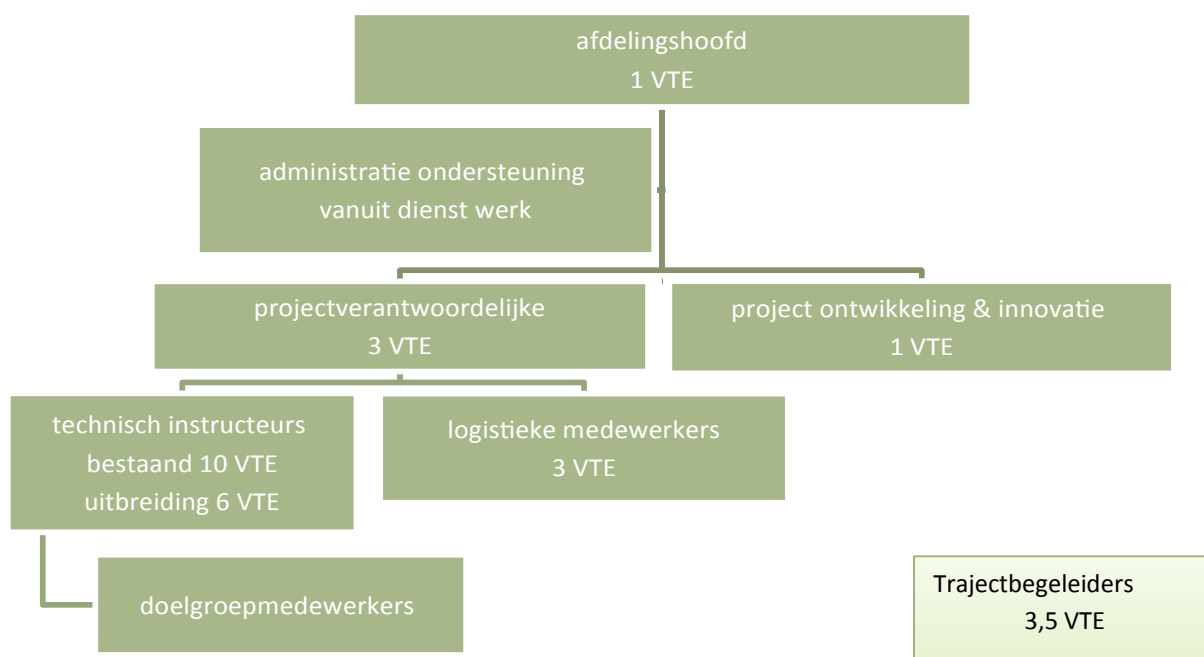 afdelingshoofd
1 VTE
administratie ondersteuning
vanuit dienst werk
projectverantwoordelijke
3 VTE
project ontwikkeling & innovatie
1 VTE
technisch instructeurs
bestaand 10 VTE
uitbreiding 6 VTE
logistieke medewerkers
3 VTE
doelgroepmedewerkers
Trajectbegeleiders
3,5 VTE